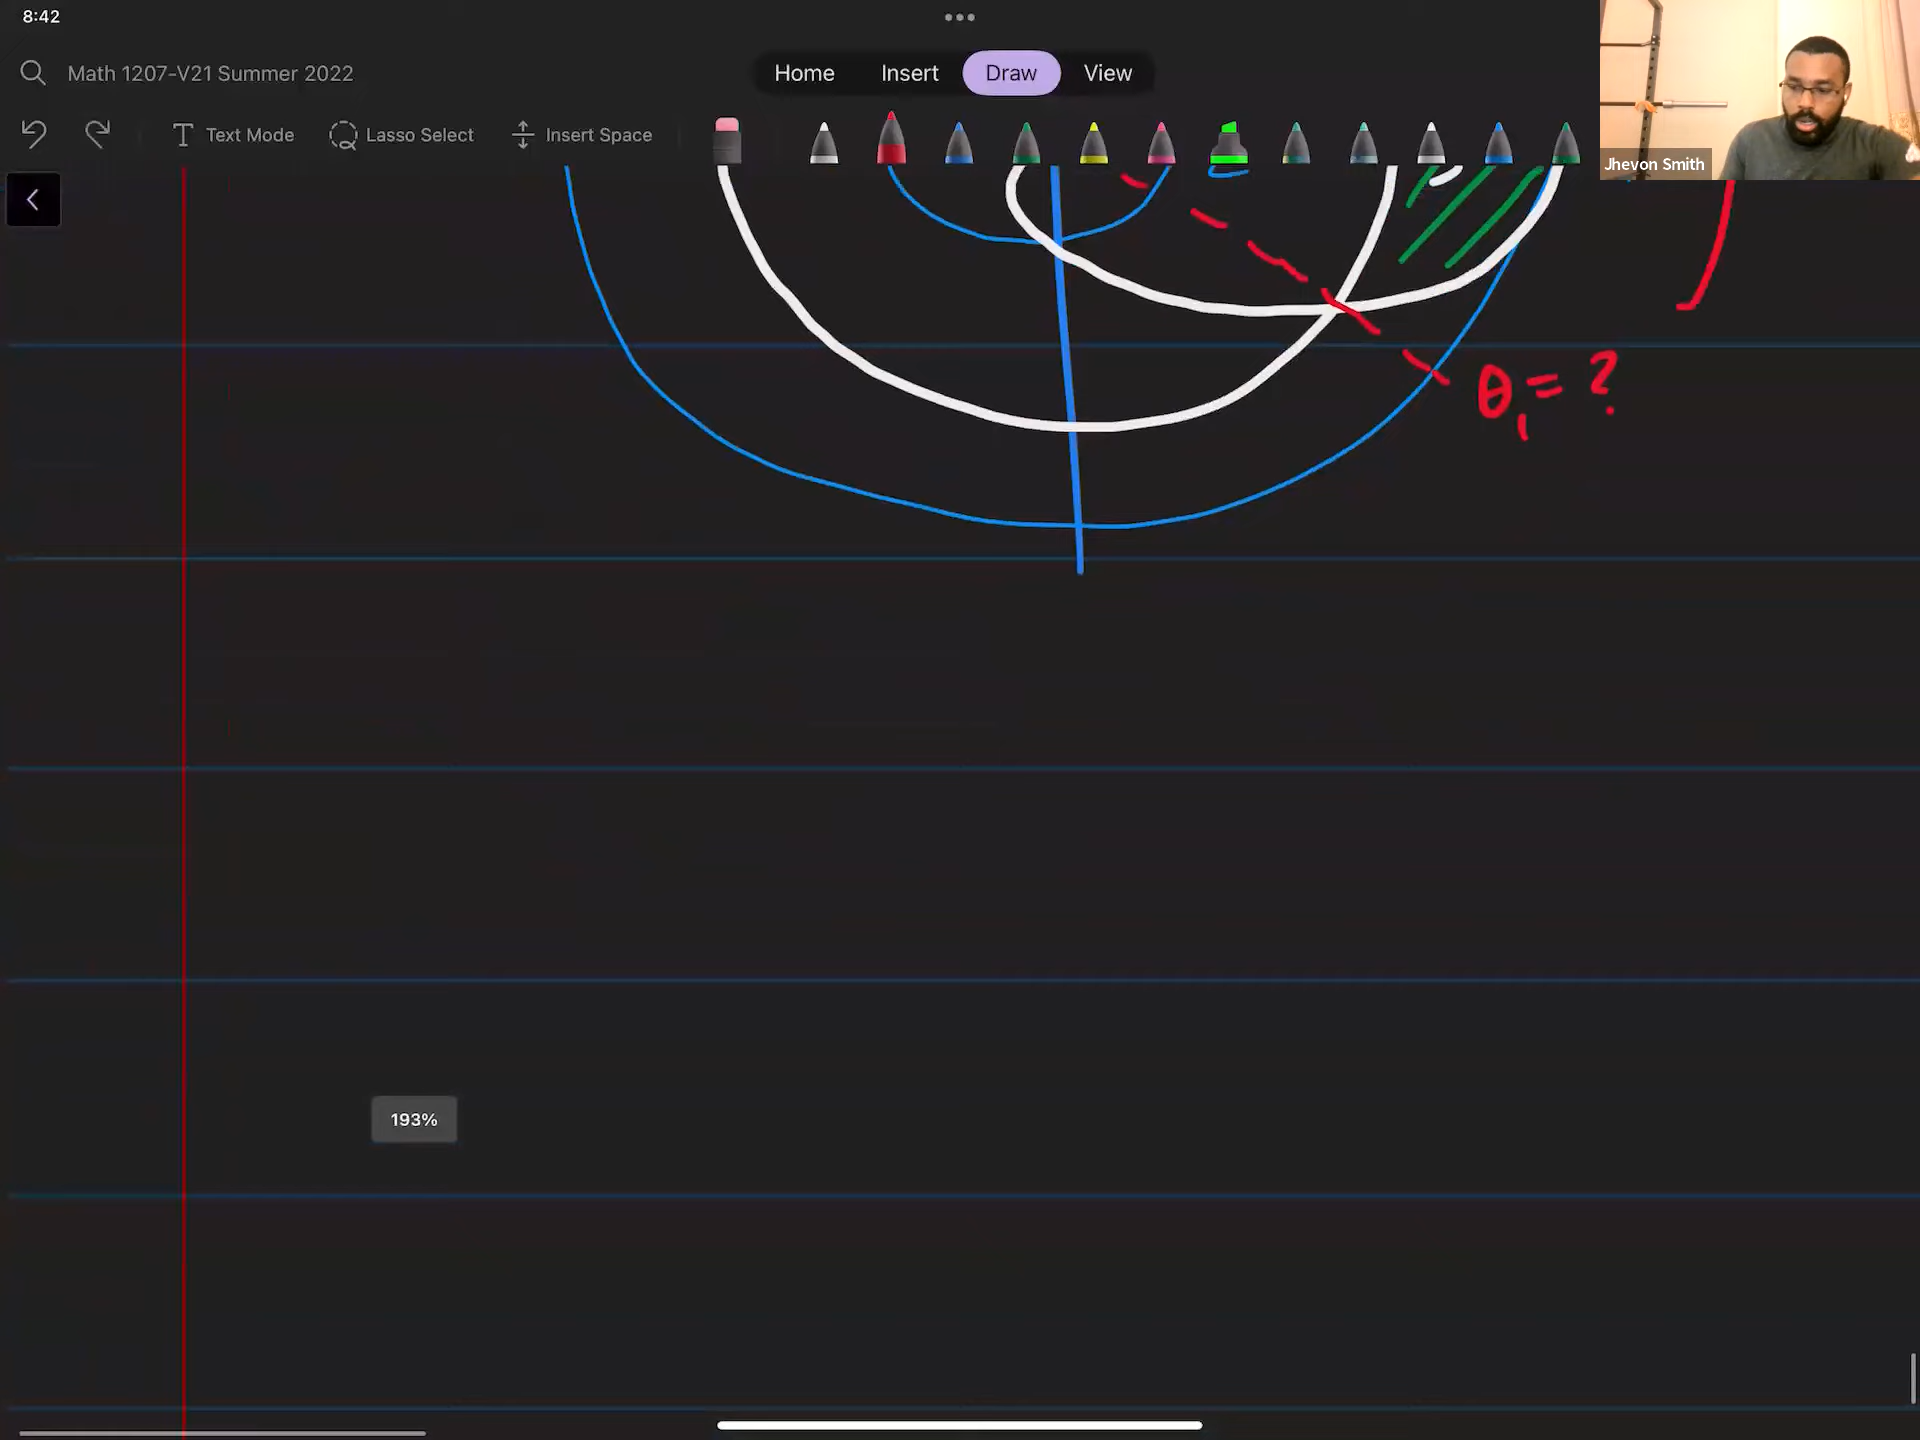 8:42
Math 1207-V21 Summer 2022
Home Insert Draw View
Text Mode Lasso Select Insert Space
Jhevon Smith
θ₁ = ?
193%